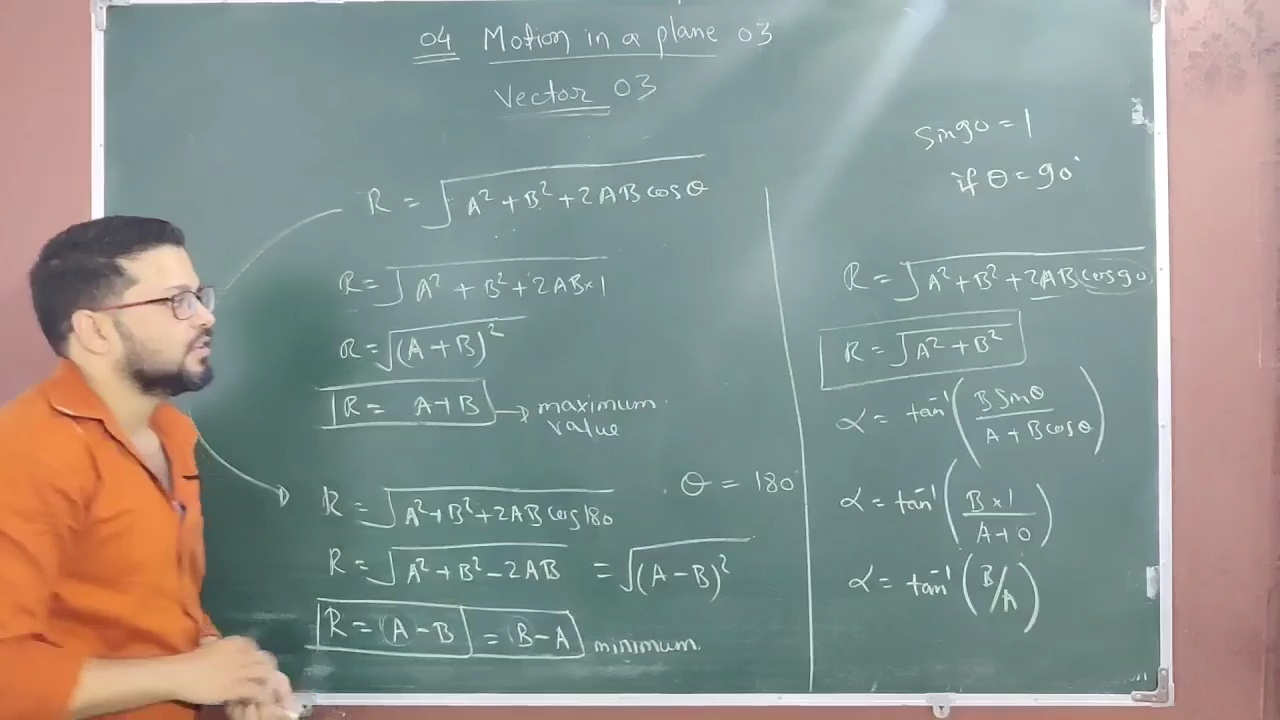 04 Motion in a plane 03
Vector 03
R = √A² + B² + 2AB cosθ
R = √A² + B² + 2AB×1
R = √(A + B)²
R = A+B → maximum value
θ = 180
R = √A² + B² + 2AB cos180
R = √A² + B² − 2AB = √(A − B)²
R = (A − B) = (B − A) minimum.
Sin90 = 1
if θ = 90°
R = √A² + B² + 2AB cos90
R = √A² + B²
α = tan⁻¹ (B Sinθ / A + B cosθ)
α = tan⁻¹ (B × 1 / A + 0)
α = tan⁻¹ (B/A)